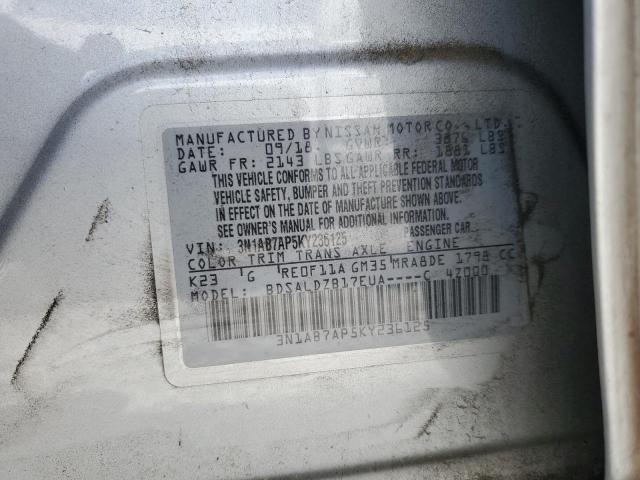 MANUFACTURED BY NISSAN MOTOR CO., LTD.
DATE: 09/18 GVWR: 3876 LBS
GAWR FR: 2143 LBS GAWR RR: 1881 LBS
THIS VEHICLE CONFORMS TO ALL APPLICABLE FEDERAL MOTOR
VEHICLE SAFETY, BUMPER AND THEFT PREVENTION STANDARDS
IN EFFECT ON THE DATE OF MANUFACTURE SHOWN ABOVE.
SEE OWNER'S MANUAL FOR ADDITIONAL INFORMATION.
VIN: 3N1AB7AP5KY236125 PASSENGER CAR
COLOR TRIM TRANS AXLE ENGINE
K23 G RE0F11A GM35 MRA8DE 1798 CC
MODEL: BDSALDZB17EUA----C 4Z000
3N1AB7AP5KY236125